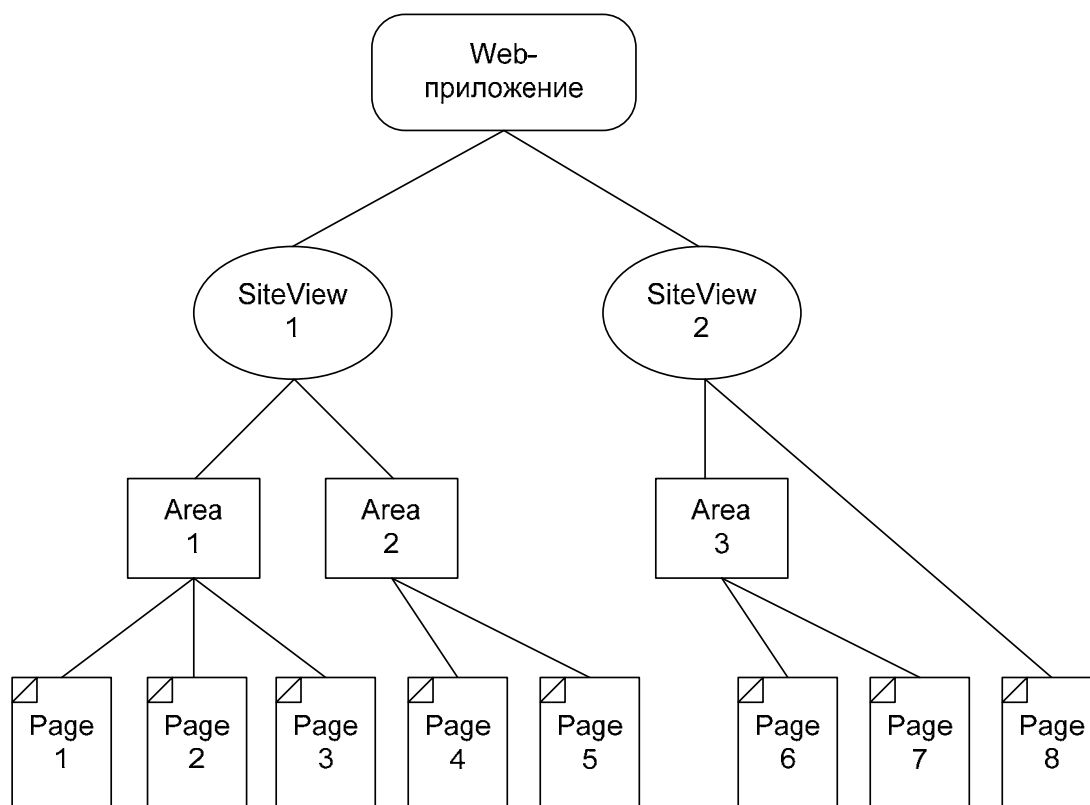 Web-
приложение
SiteView
1
SiteView
2
Area
1
Area
2
Area
3
Page
1
Page
2
Page
3
Page
4
Page
5
Page
6
Page
7
Page
8